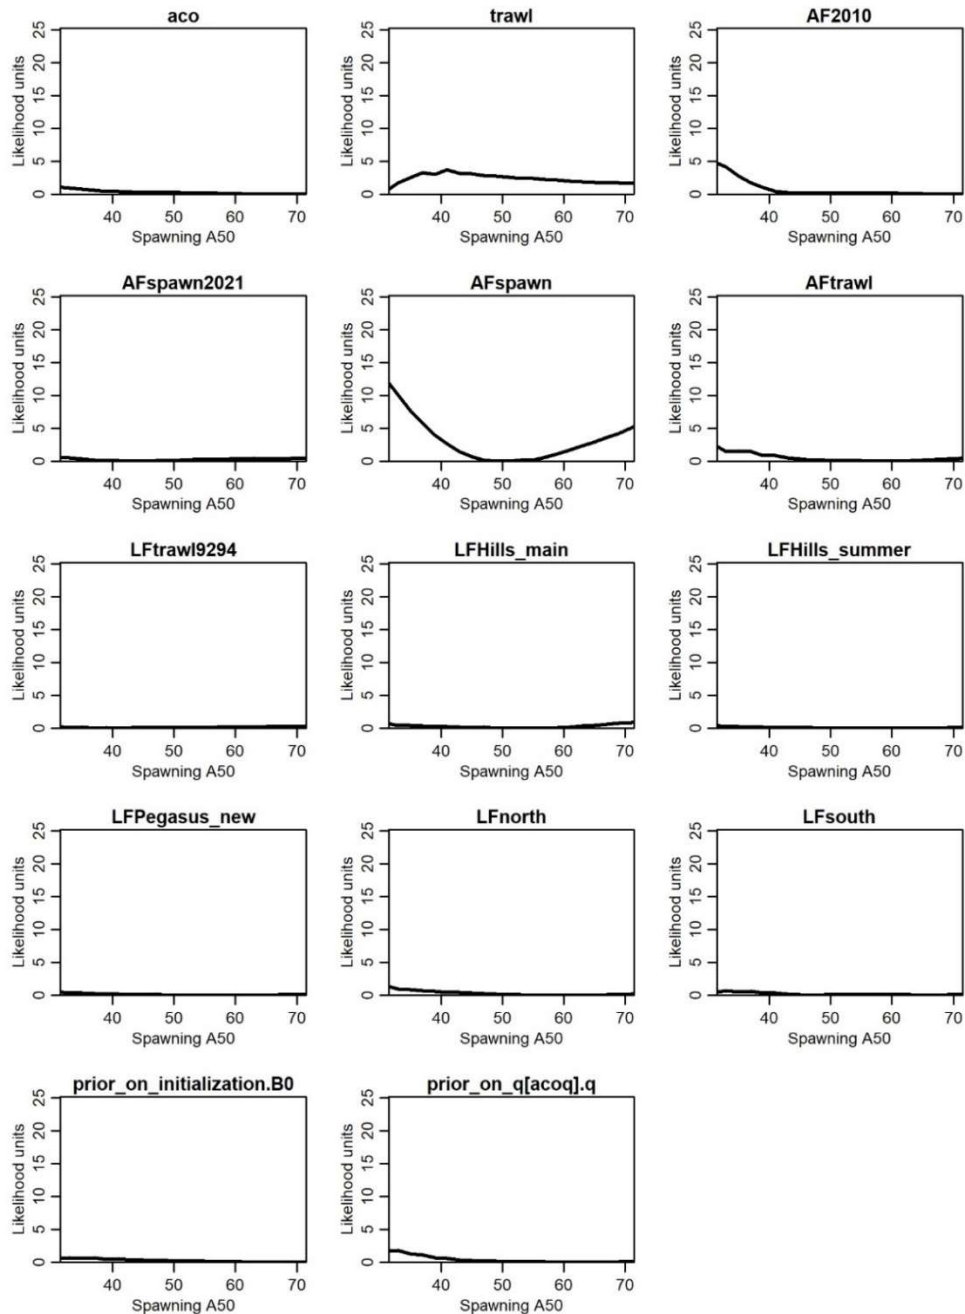 aco
Likelihood units
0 5 10 15 20 25
40 50 60 70
Spawning A50
trawl
Likelihood units
0 5 10 15 20 25
40 50 60 70
Spawning A50
AF2010
Likelihood units
0 5 10 15 20 25
40 50 60 70
Spawning A50
AFspawn2021
Likelihood units
0 5 10 15 20 25
40 50 60 70
Spawning A50
AFspawn
Likelihood units
0 5 10 15 20 25
40 50 60 70
Spawning A50
AFtrawl
Likelihood units
0 5 10 15 20 25
40 50 60 70
Spawning A50
LFtrawl9294
Likelihood units
0 5 10 15 20 25
40 50 60 70
Spawning A50
LFHills_main
Likelihood units
0 5 10 15 20 25
40 50 60 70
Spawning A50
LFHills_summer
Likelihood units
0 5 10 15 20 25
40 50 60 70
Spawning A50
LFPegasus_new
Likelihood units
0 5 10 15 20 25
40 50 60 70
Spawning A50
LFnorth
Likelihood units
0 5 10 15 20 25
40 50 60 70
Spawning A50
LFsouth
Likelihood units
0 5 10 15 20 25
40 50 60 70
Spawning A50
prior_on_initialization.B0
Likelihood units
0 5 10 15 20 25
40 50 60 70
Spawning A50
prior_on_q[acoq].q
Likelihood units
0 5 10 15 20 25
40 50 60 70
Spawning A50